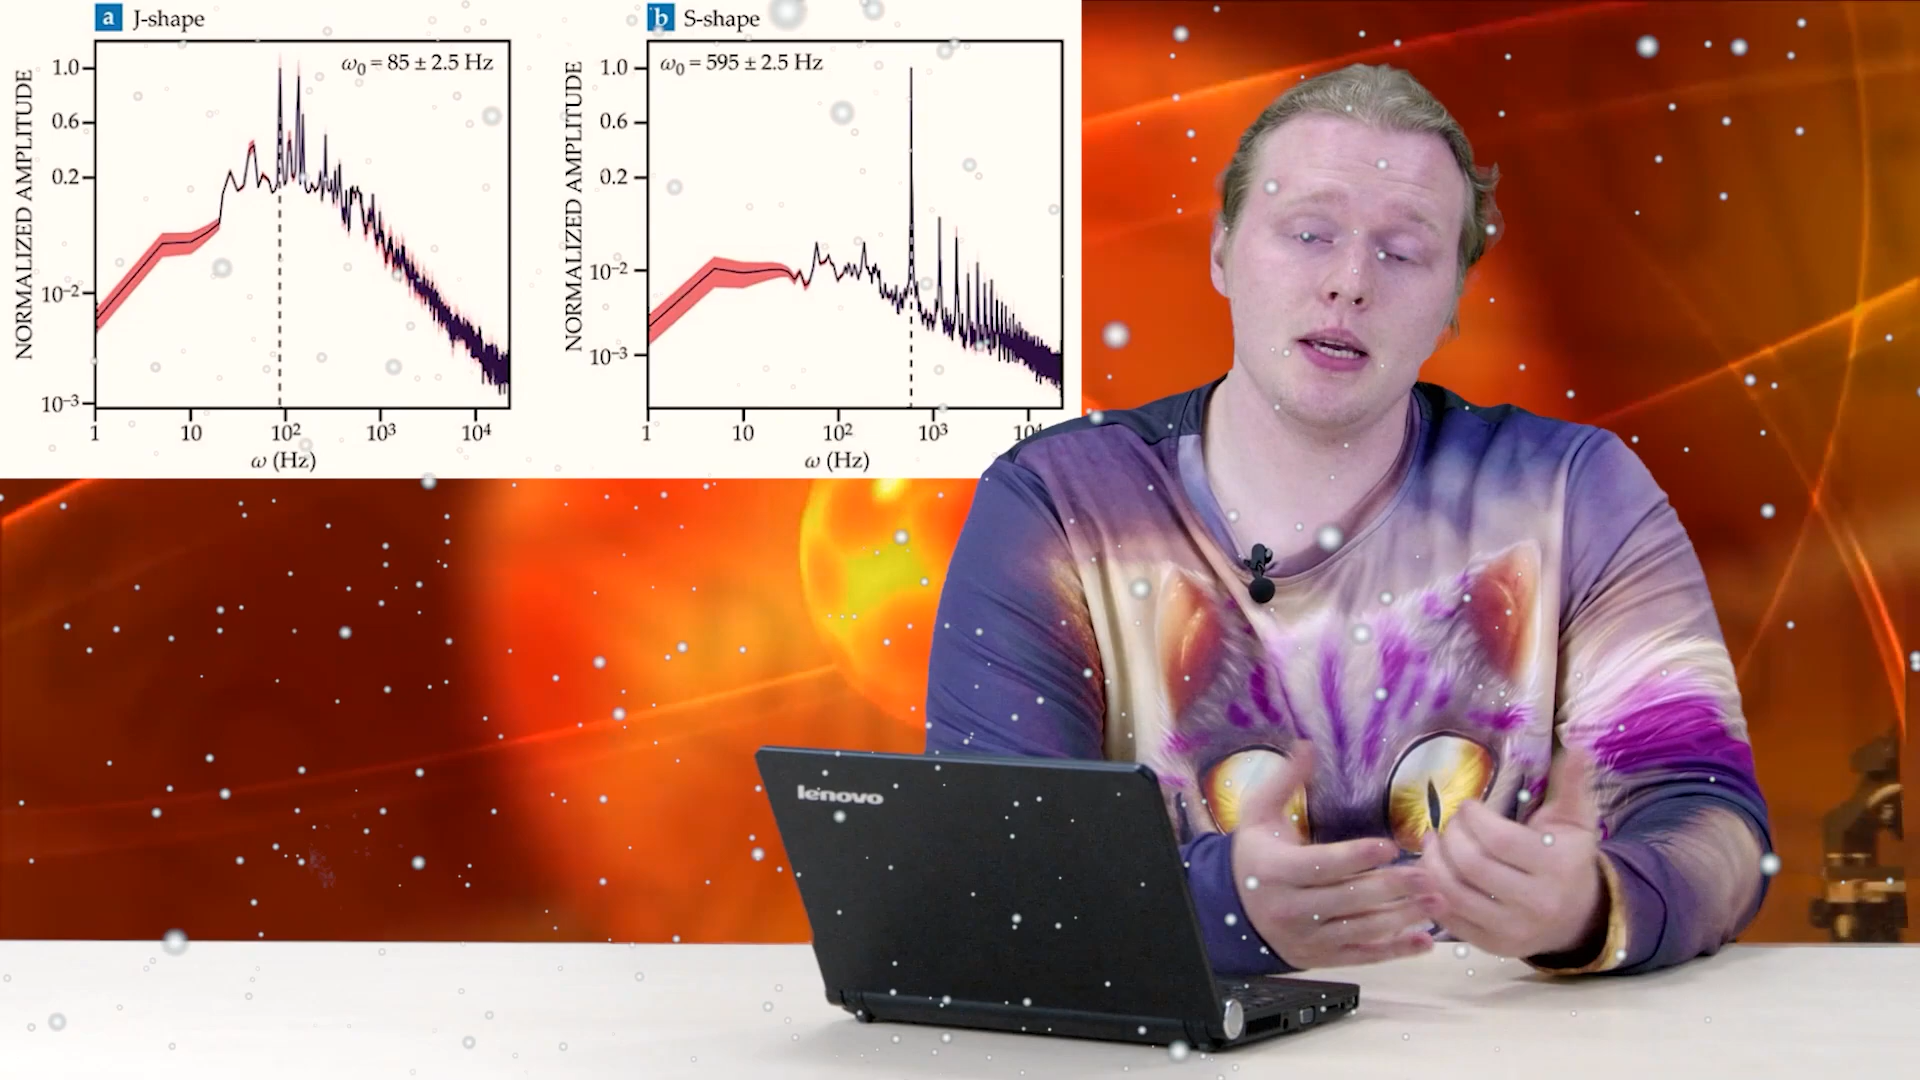 a J-shape
NORMALIZED AMPLITUDE
1.0
0.6
0.2
10⁻²
10⁻³
ω₀ = 85 ± 2.5 Hz
1 10 10² 10³ 10⁴
ω (Hz)
b S-shape
NORMALIZED AMPLITUDE
1.0
0.6
0.2
10⁻²
10⁻³
ω₀ = 595 ± 2.5 Hz
1 10 10² 10³
ω (Hz)
lenovo